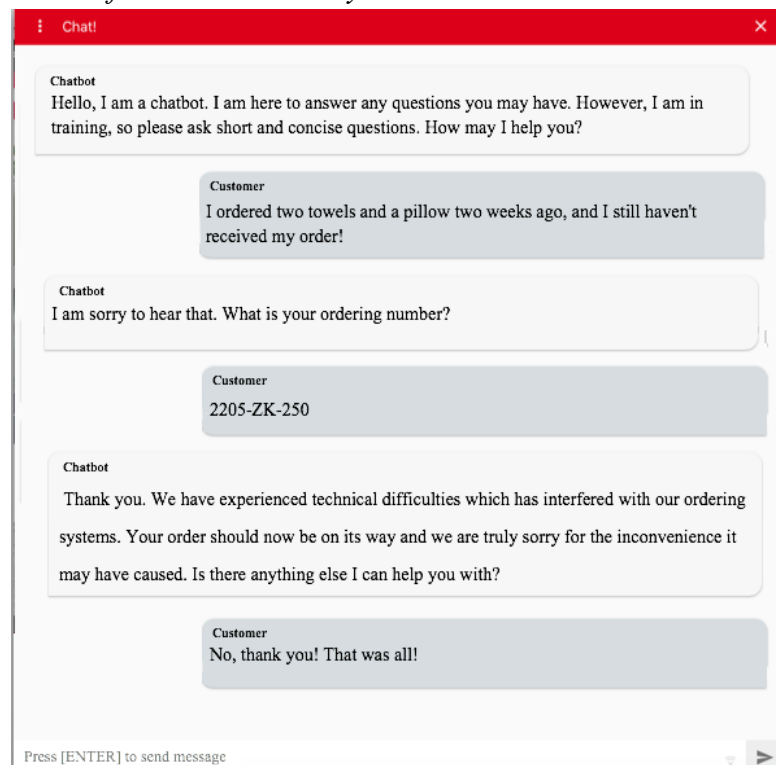 Chat!
Chatbot
Hello, I am a chatbot. I am here to answer any questions you may have. However, I am in
training, so please ask short and concise questions. How may I help you?
Customer
I ordered two towels and a pillow two weeks ago, and I still haven't
received my order!
Chatbot
I am sorry to hear that. What is your ordering number?
Customer
2205-ZK-250
Chatbot
Thank you. We have experienced technical difficulties which has interfered with our ordering
systems. Your order should now be on its way and we are truly sorry for the inconvenience it
may have caused. Is there anything else I can help you with?
Customer
No, thank you! That was all!
Press [ENTER] to send message